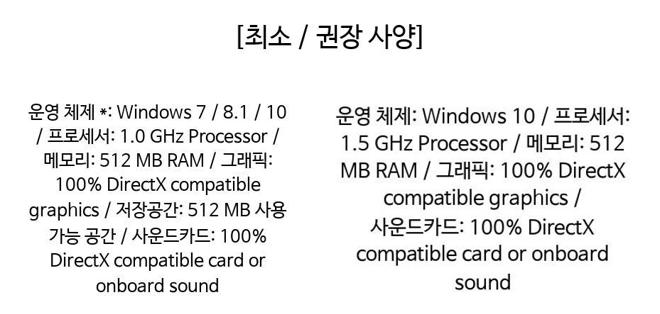 [최소 / 권장 사양]
운영 체제 *: Windows 7 / 8.1 / 10
/ 프로세서: 1.0 GHz Processor /
메모리: 512 MB RAM / 그래픽:
100% DirectX compatible
graphics / 저장공간: 512 MB 사용
가능 공간 / 사운드카드: 100%
DirectX compatible card or
onboard sound
운영 체제: Windows 10 / 프로세서:
1.5 GHz Processor / 메모리: 512
MB RAM / 그래픽: 100% DirectX
compatible graphics /
사운드카드: 100% DirectX
compatible card or onboard
sound